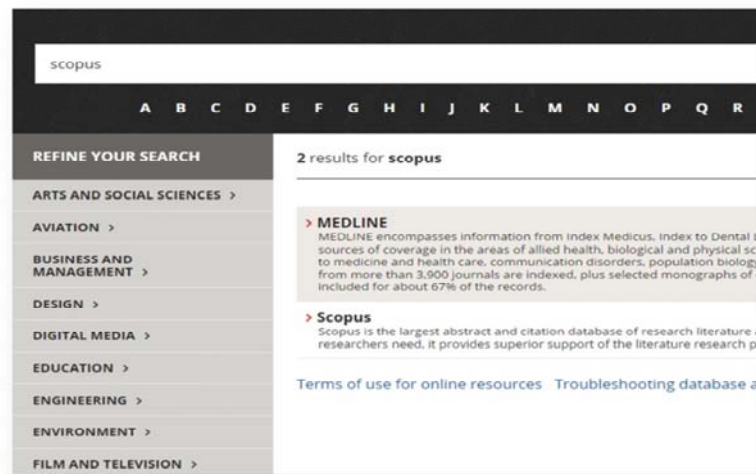 scopus
A B C D E F G H I J K L M N O P Q R
REFINE YOUR SEARCH
ARTS AND SOCIAL SCIENCES >
AVIATION >
BUSINESS AND
MANAGEMENT >
DESIGN >
DIGITAL MEDIA >
EDUCATION >
ENGINEERING >
ENVIRONMENT >
FILM AND TELEVISION >
2 results for scopus
> MEDLINE
MEDLINE encompasses information from Index Medicus, Index to Dental
sources of coverage in the areas of allied health, biological and physical
to medicine and health care, communication disorders, population biology
from more than 3,900 journals are indexed, plus selected monographs of
included for about 67% of the records.
> Scopus
Scopus is the largest abstract and citation database of research literature
researchers need, it provides superior support of the literature research
Terms of use for online resources Troubleshooting database